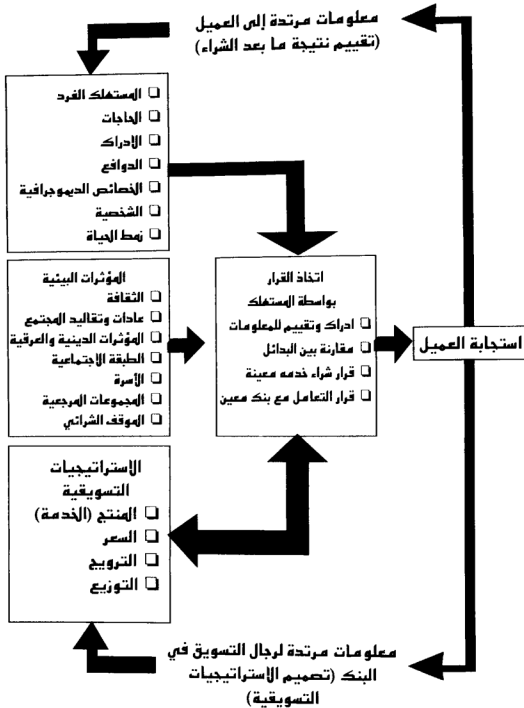 معلومات مرتدة إلى العميل
(تقييم نتيجة ما بعد الشراء)
❑ المستهلك الفرد
❑ الحاجات
❑ الادراك
❑ الدوافع
❑ الخصائص الديموجرافية
❑ الشخصية
❑ نمط الحياة
المؤثرات البيئية
❑ الثقافة
❑ عادات وتقاليد المجتمع
❑ المؤثرات الدينية والعرقية
❑ الطبقة الاجتماعية
❑ الأسرة
❑ المجموعات المرجعية
❑ الموقف الشرائي
الاستراتيجيات
التسويقية
❑ المنتج (الخدمة)
❑ السعر
❑ الترويج
❑ التوزيع
اتخاذ القرار
بواسطة المستهلك
❑ ادراك وتقييم للمعلومات
❑ مقارنة بين البدائل
❑ قرار شراء خدمه معينة
❑ قرار التعامل مع بنك معين
استجابة العميل
معلومات مرتدة لرجال التسويق في
البنك (تصميم الاستراتيجيات
التسويقية)